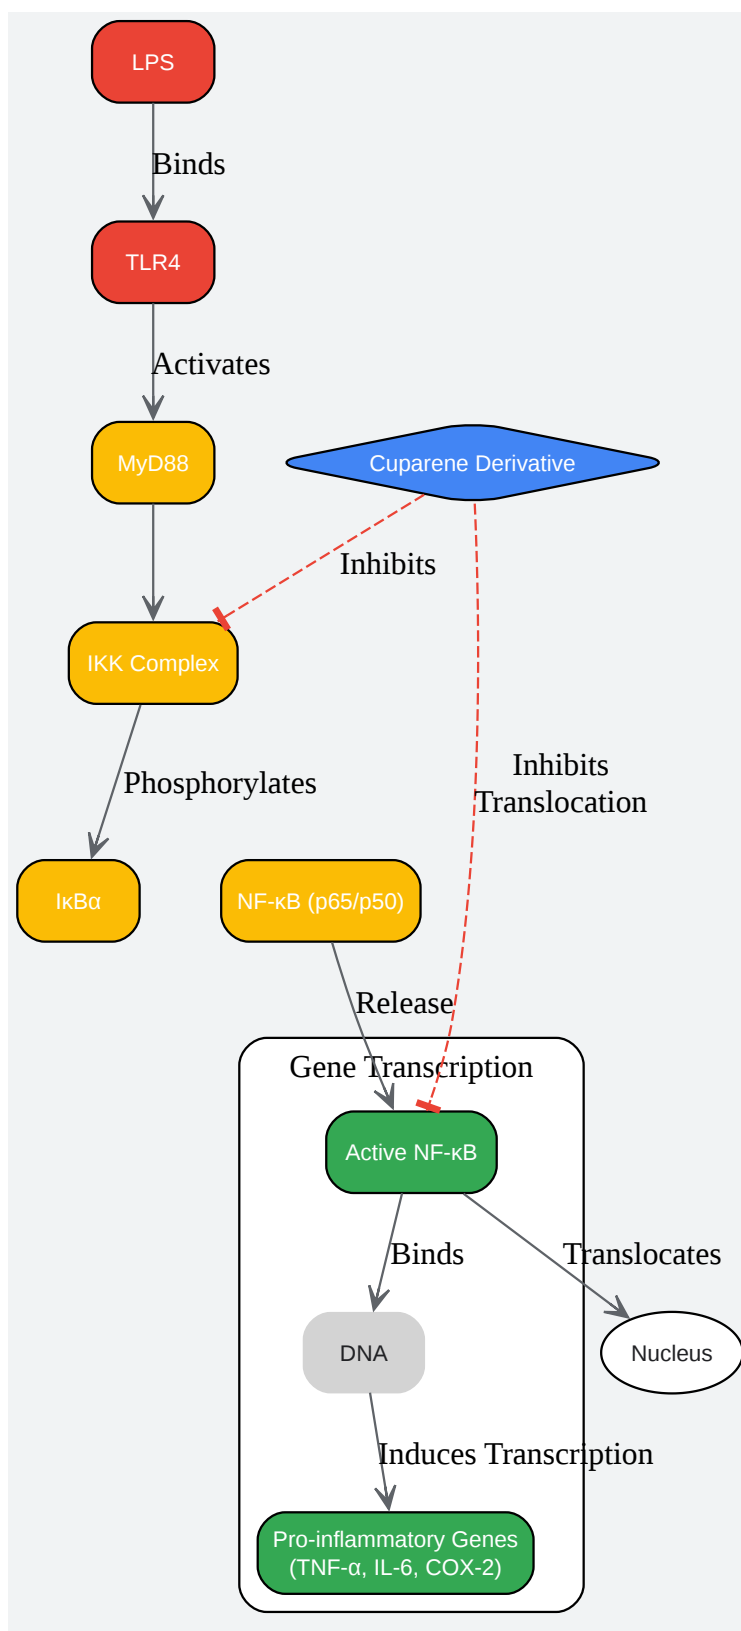 LPS
Binds
TLR4
Activates
MyD88
Cuparene Derivative
Inhibits
IKK Complex
Phosphorylates
Inhibits
Translocation
IκBα
NF-κB (p65/p50)
Release
Gene Transcription
Active NF-κB
Binds
Translocates
DNA
Nucleus
Induces Transcription
Pro-inflammatory Genes
(TNF-α, IL-6, COX-2)